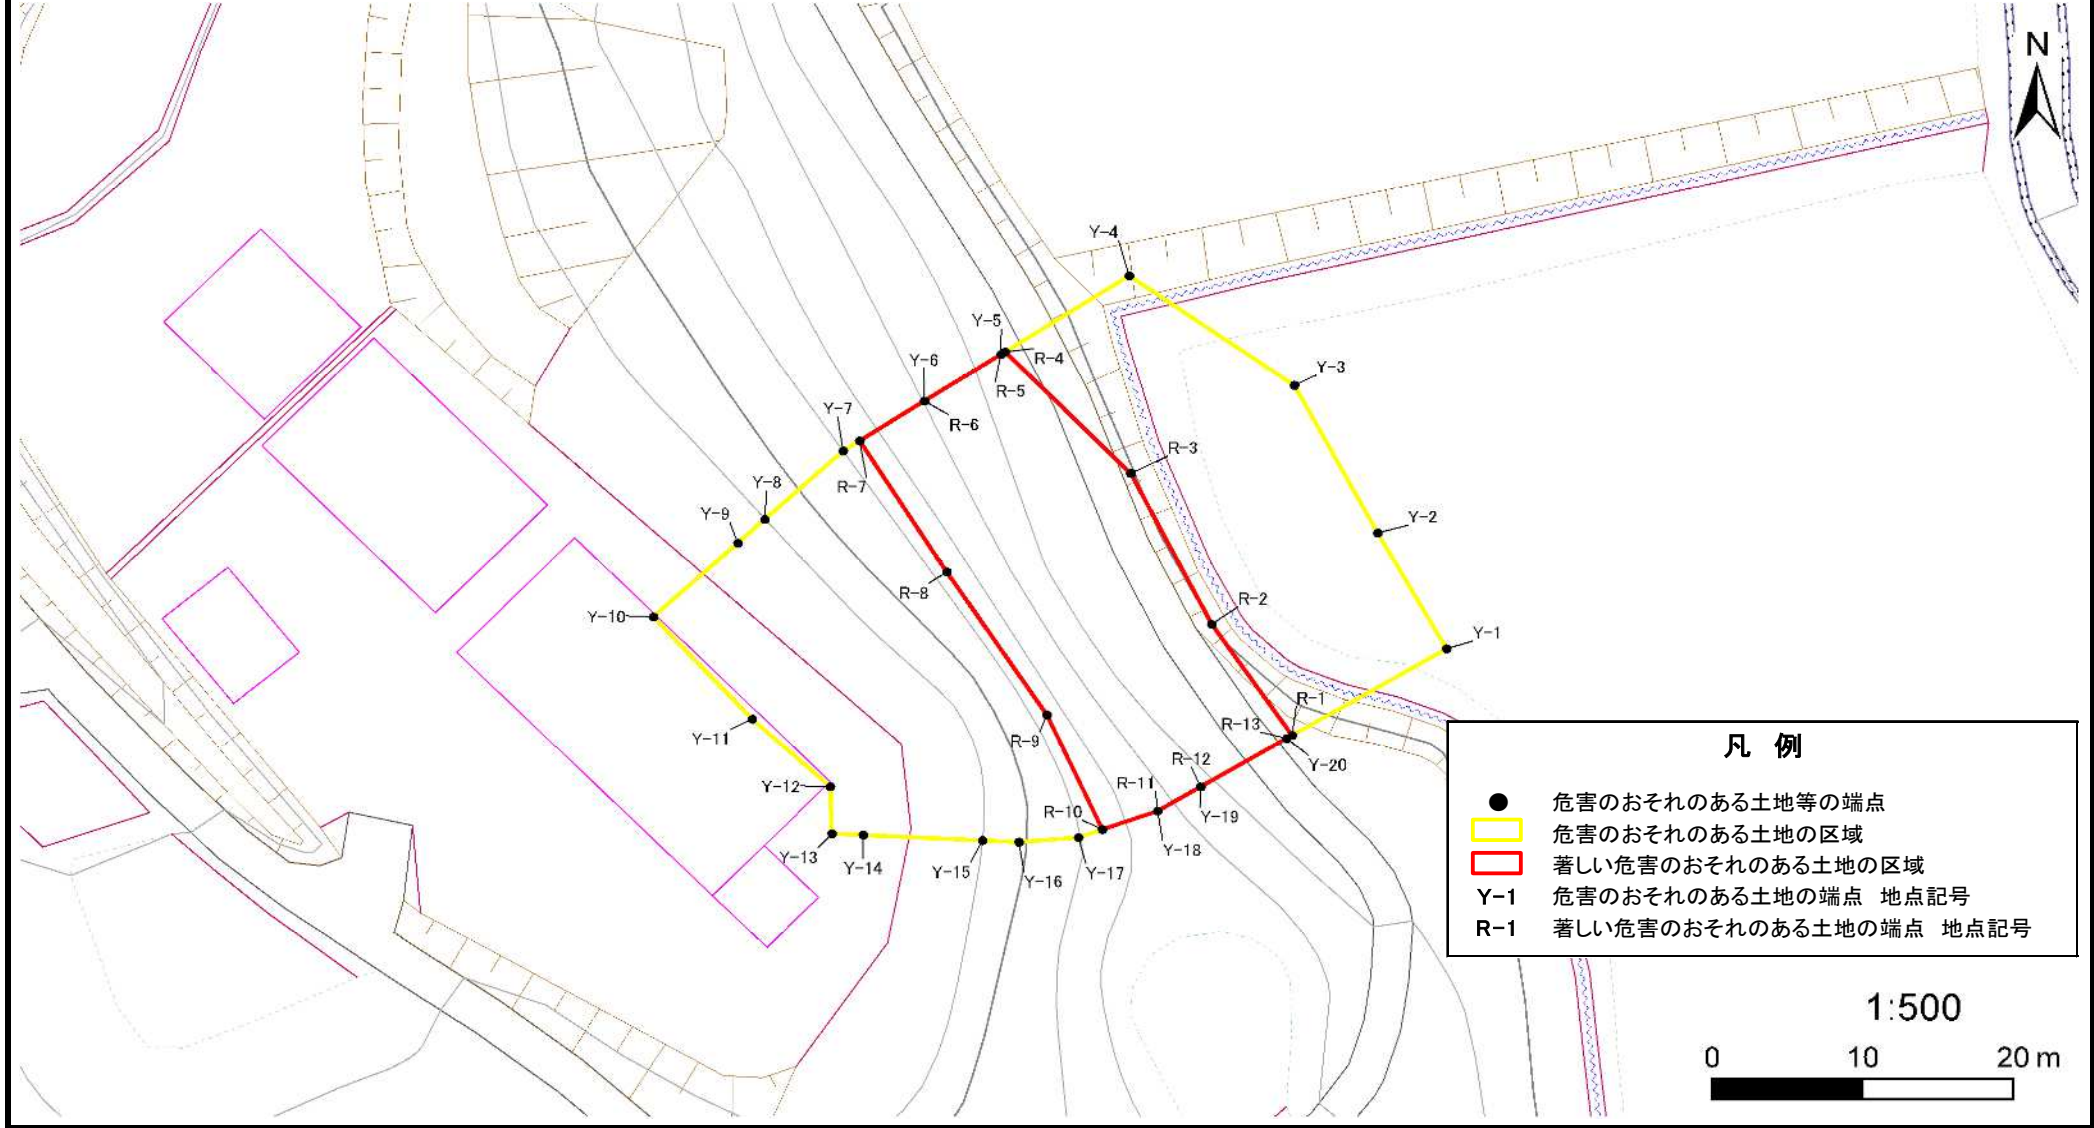 N
Y-4
Y-5
R-4
Y-6
R-5
Y-3
Y-7
R-6
R-3
R-7
Y-8
Y-9
Y-2
R-8
R-2
Y-10
Y-1
R-1
R-9
R-13
Y-11
Y-20
R-12
Y-12
R-11
R-10
Y-19
Y-13
Y-14
Y-15
Y-16
Y-17
Y-18
凡 例
危害のおそれのある土地等の端点
危害のおそれのある土地の区域
著しい危害のおそれのある土地の区域
Y-1 危害のおそれのある土地の端点 地点記号
R-1 著しい危害のおそれのある土地の端点 地点記号
1:500
0 10 20 m